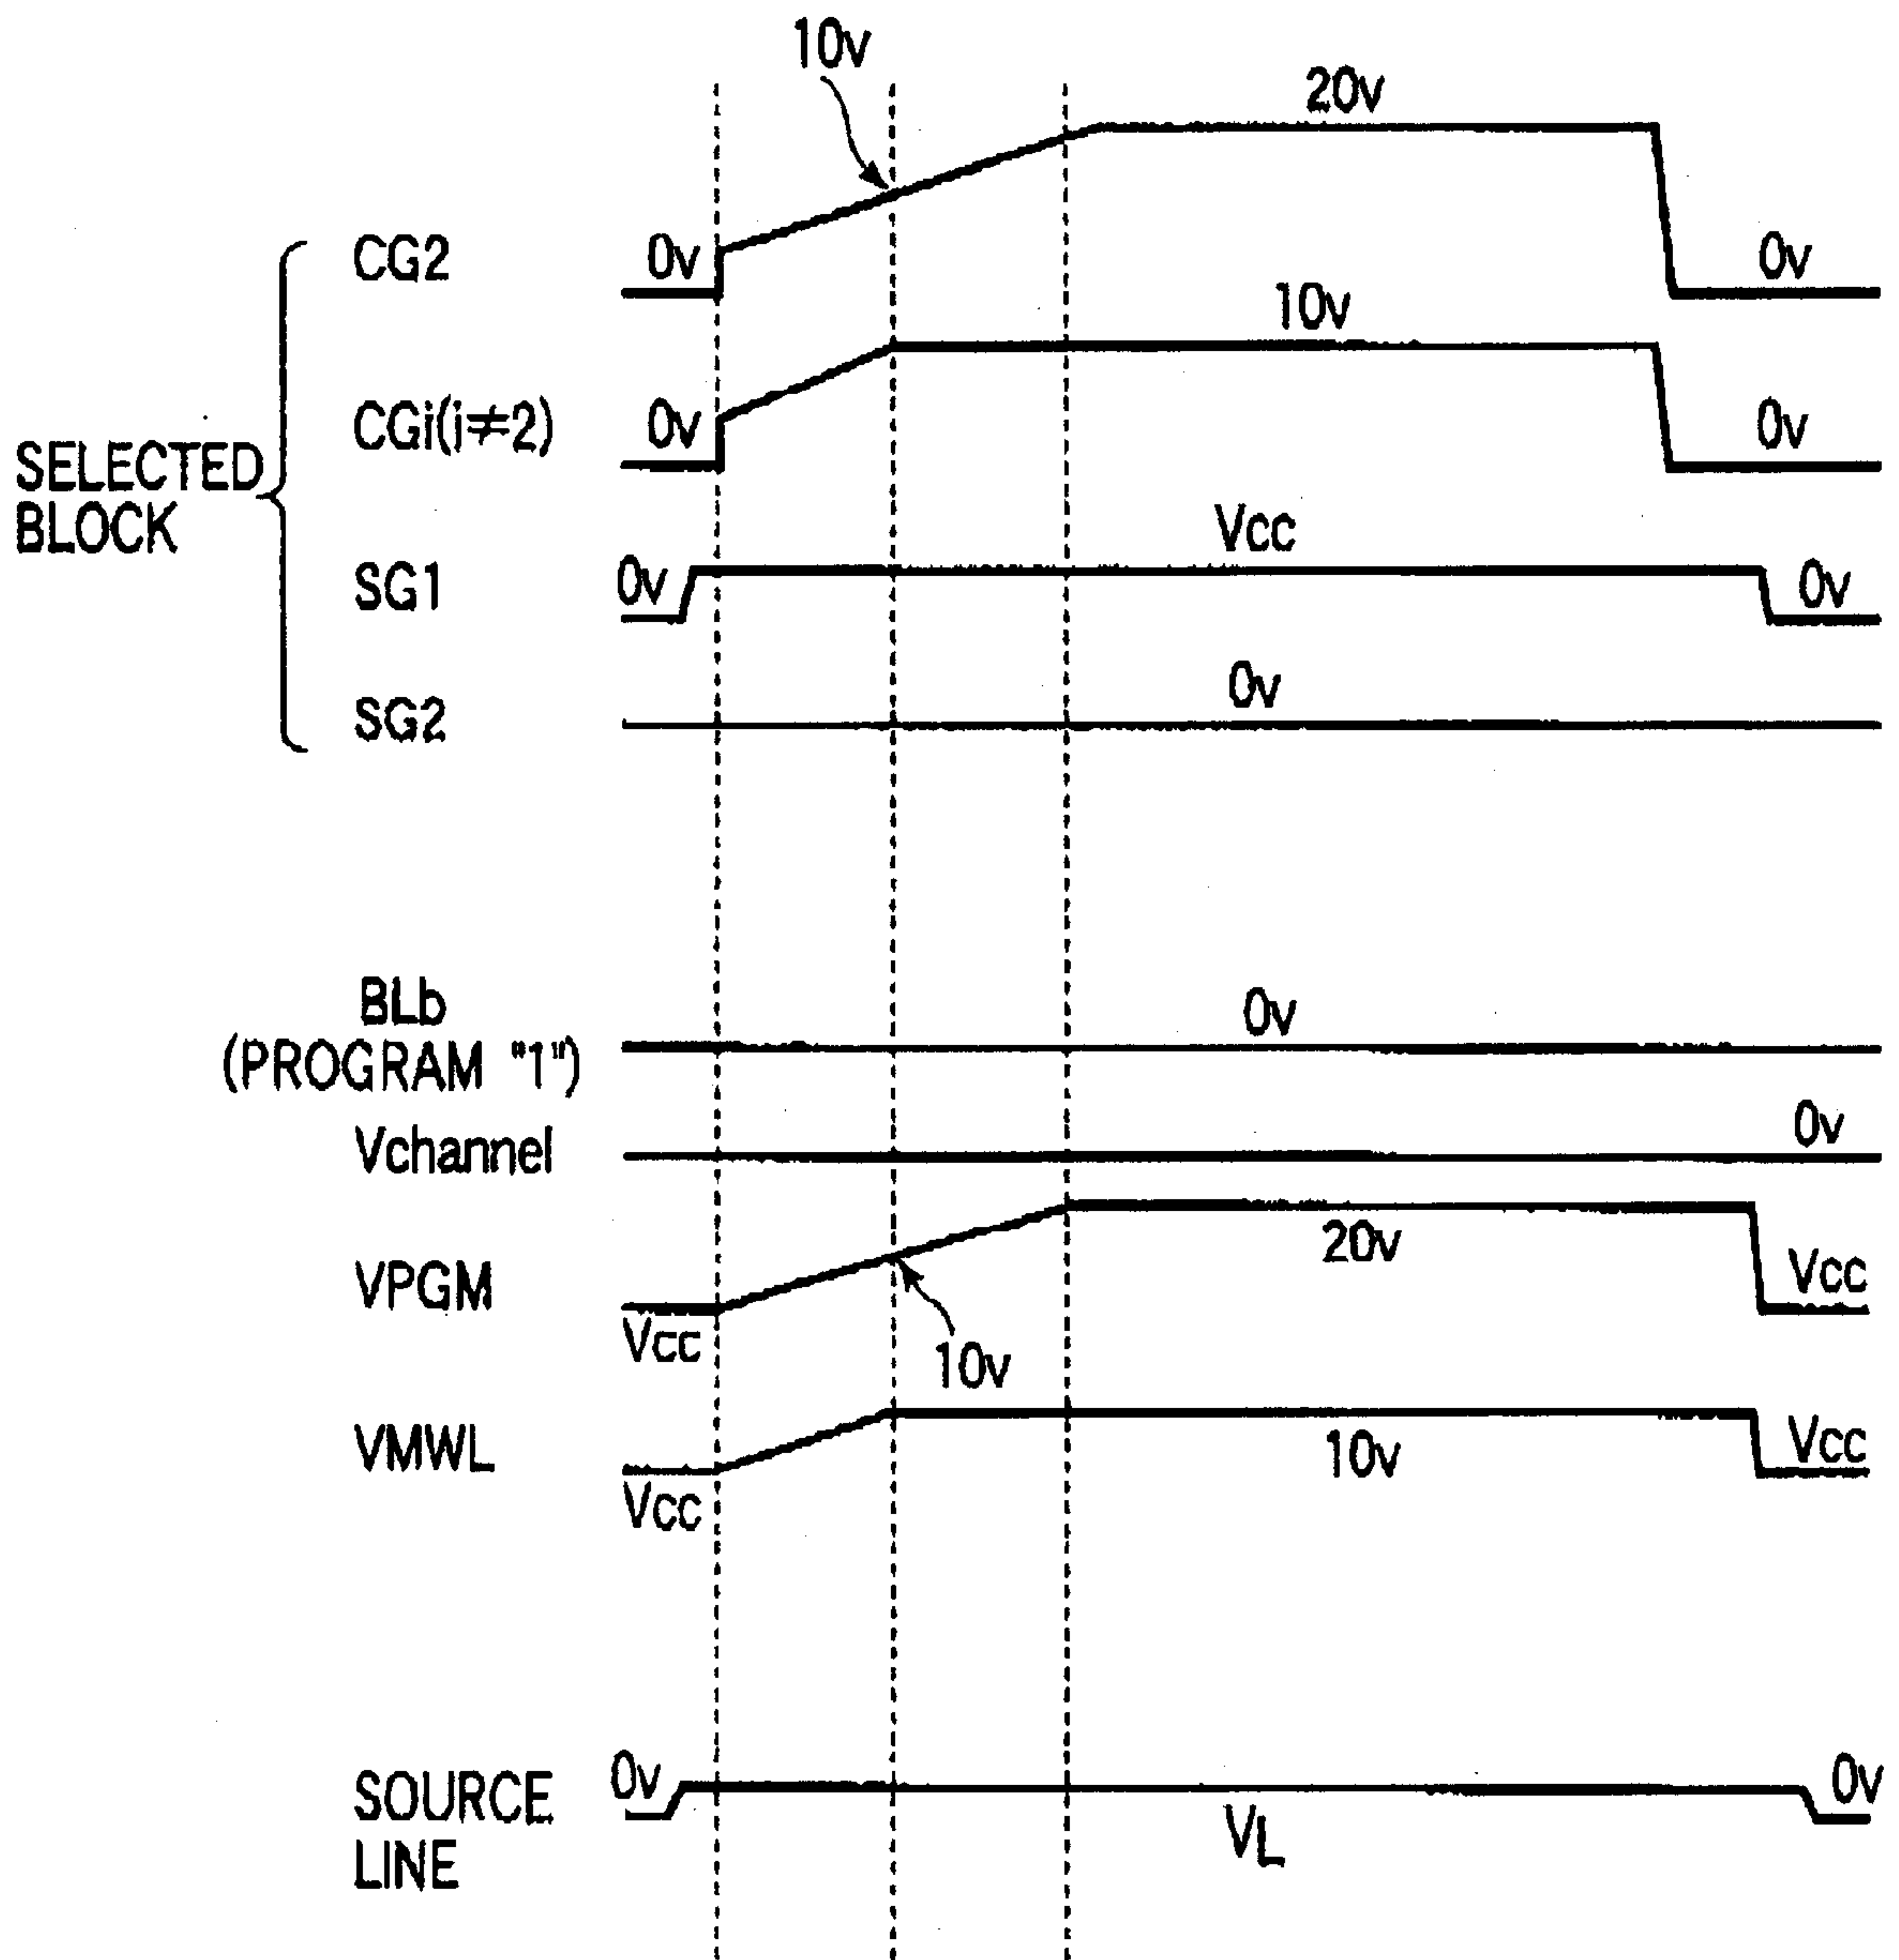 10v
20v
CG2
0v
0v
10v
CGi(i≠2)
0v
0v
SELECTED
BLOCK
Vcc
SG1
0v
0v
SG2
0v
BLb
(PROGRAM "1")
0v
Vchannel
0v
VPGM
Vcc
20v
Vcc
10v
VMWL
Vcc
10v
Vcc
SOURCE
LINE
0v
VL
0v